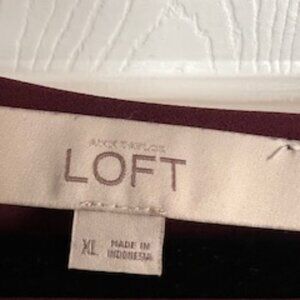 ANN TAYLOR
LOFT
XL
MADE IN
INDONESIA